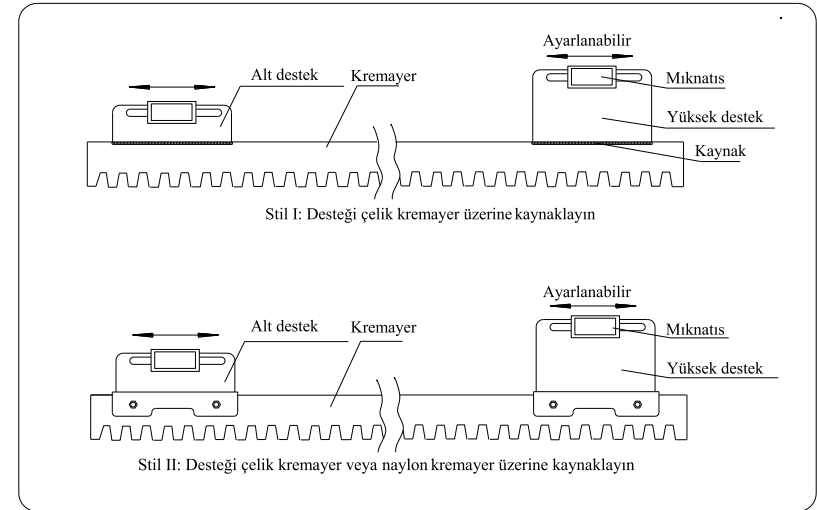 Ayarlanabilir
Alt destek
Kremayer
Mıknatıs
Yüksek destek
Kaynak
Stil I: Desteği çelik kremayer üzerine kaynaklayın
Ayarlanabilir
Alt destek
Kremayer
Mıknatıs
Yüksek destek
Stil II: Desteği çelik kremayer veya naylon kremayer üzerine kaynaklayın